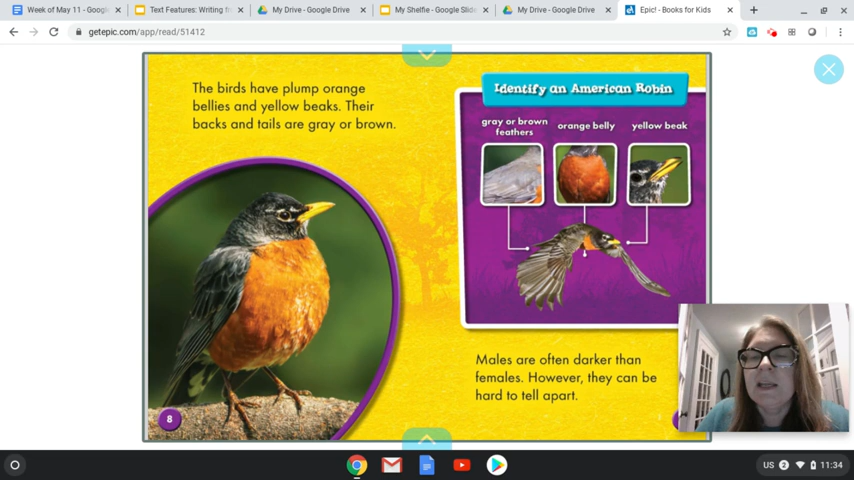 Week of May 11 - Googl
Text Features: Writing fr
My Drive - Google Drive
My Shelfie - Google Slide
My Drive - Google Drive
Epic! - Books for Kids
getepic.com/app/read/51412
The birds have plump orange
bellies and yellow beaks. Their
backs and tails are gray or brown.
8
Identify an American Robin
gray or brown
feathers
orange belly
yellow beak
Males are often darker than
females. However, they can be
hard to tell apart.
US 2 11:34